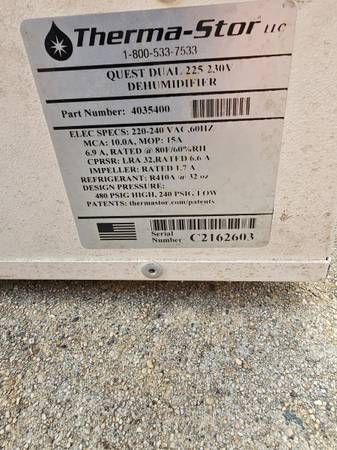 Therma-Stor LLC
1-800-533-7533
QUEST DUAL 225 230V
DEHUMIDIFIER
Part Number: 4035400
ELEC SPECS: 220-240 VAC ,60HZ
MCA: 10.0A, MOP: 15A
6.9 A, RATED @ 80F/60%RH
CPRSR: LRA 32,RATED 6.6 A
IMPELLER: RATED 1.7 A
REFRIGERANT: R410A @ 32 oz
DESIGN PRESSURE:
480 PSIG HIGH, 240 PSIG LOW
PATENTS: thermastor.com/patents
Serial
Number C2162603